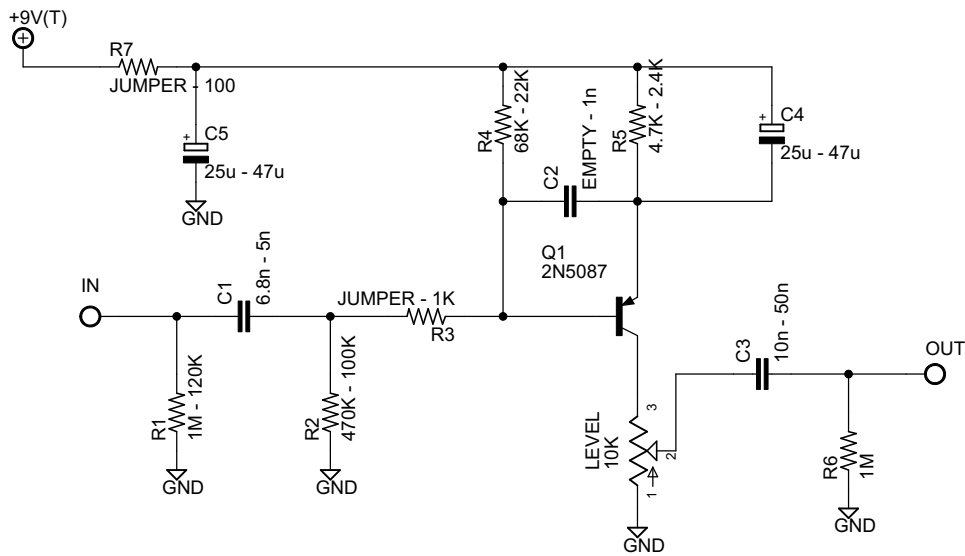 +9V(T)
R7
JUMPER - 100
+
C5
25u - 47u
GND
R4
68K - 22K
C2
EMPTY - 1n
R5
4.7K - 2.4K
+
C4
25u - 47u
Q1
2N5087
IN
C1
6.8n - 5n
JUMPER - 1K
R3
R1
1M - 120K
GND
R2
470K - 100K
GND
LEVEL
10K
3
2
1
GND
C3
10n - 50n
OUT
R6
1M
GND